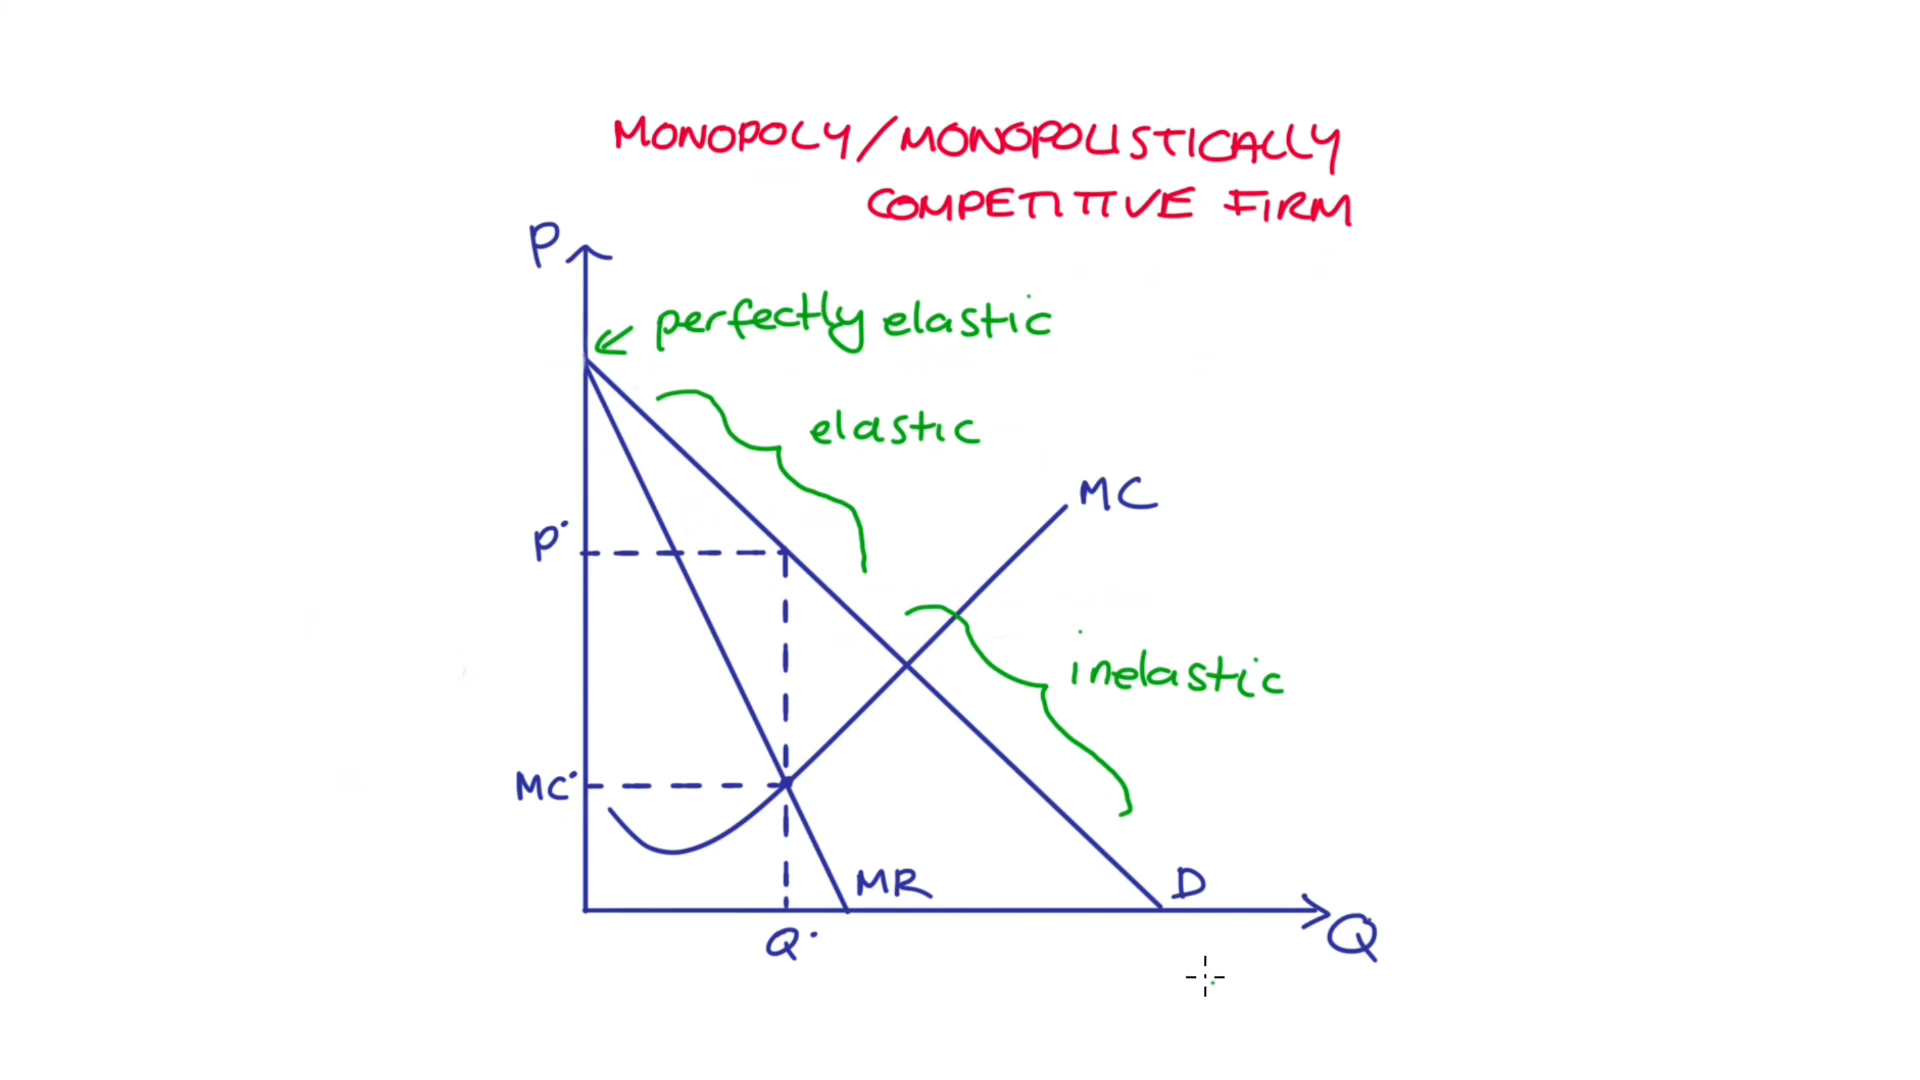 MONOPOLY/MONOPOLISTICALLY
COMPETITIVE FIRM
P
perfectly elastic
elastic
MC
P•
inelastic
MC•
MR
D
Q•
Q